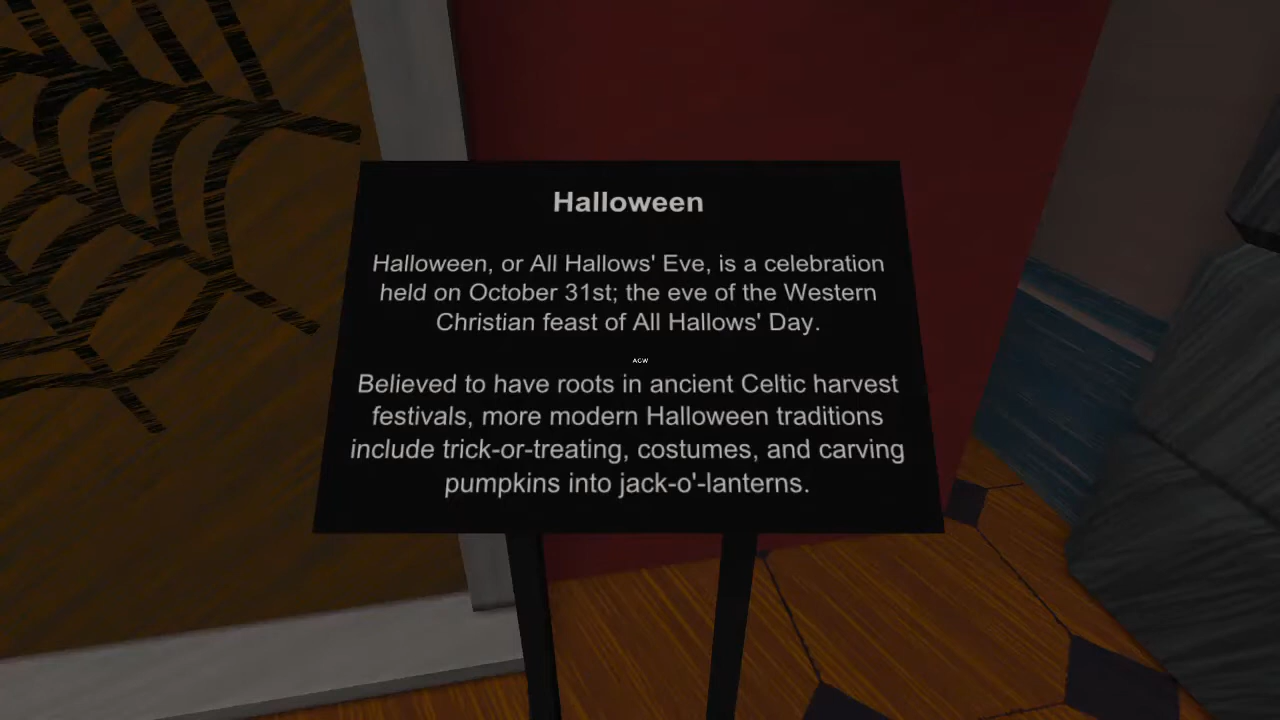 Halloween
Halloween, or All Hallows' Eve, is a celebration
held on October 31st; the eve of the Western
Christian feast of All Hallows' Day.
AGW
Believed to have roots in ancient Celtic harvest
festivals, more modern Halloween traditions
include trick-or-treating, costumes, and carving
pumpkins into jack-o'-lanterns.